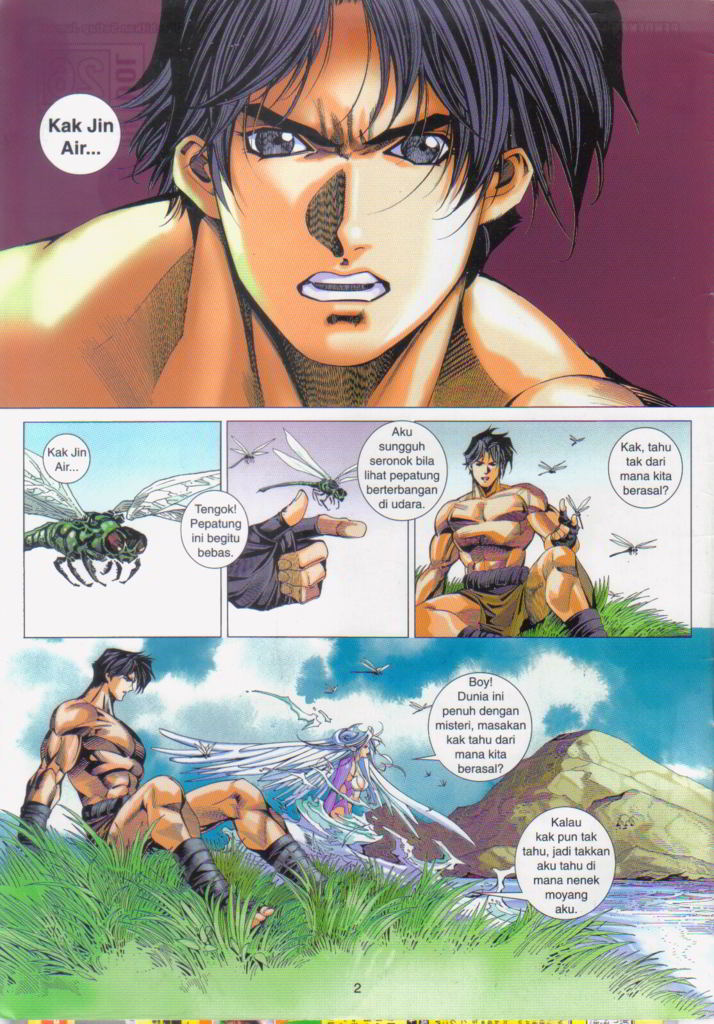 Kak Jin
Air...
Kak Jin
Air...
Tengok!
Pepatung
ini begitu
bebas.
Aku
sungguh
seronok bila
lihat pepatung
berterbangan
di udara.
Kak, tahu
tak dari
mana kita
berasal?
Boy!
Dunia ini
penuh dengan
misteri, masakan
kak tahu dari
mana kita
berasal?
Kalau
kak pun tak
tahu, jadi takkan
aku tahu di
mana nenek
moyang
aku.
2